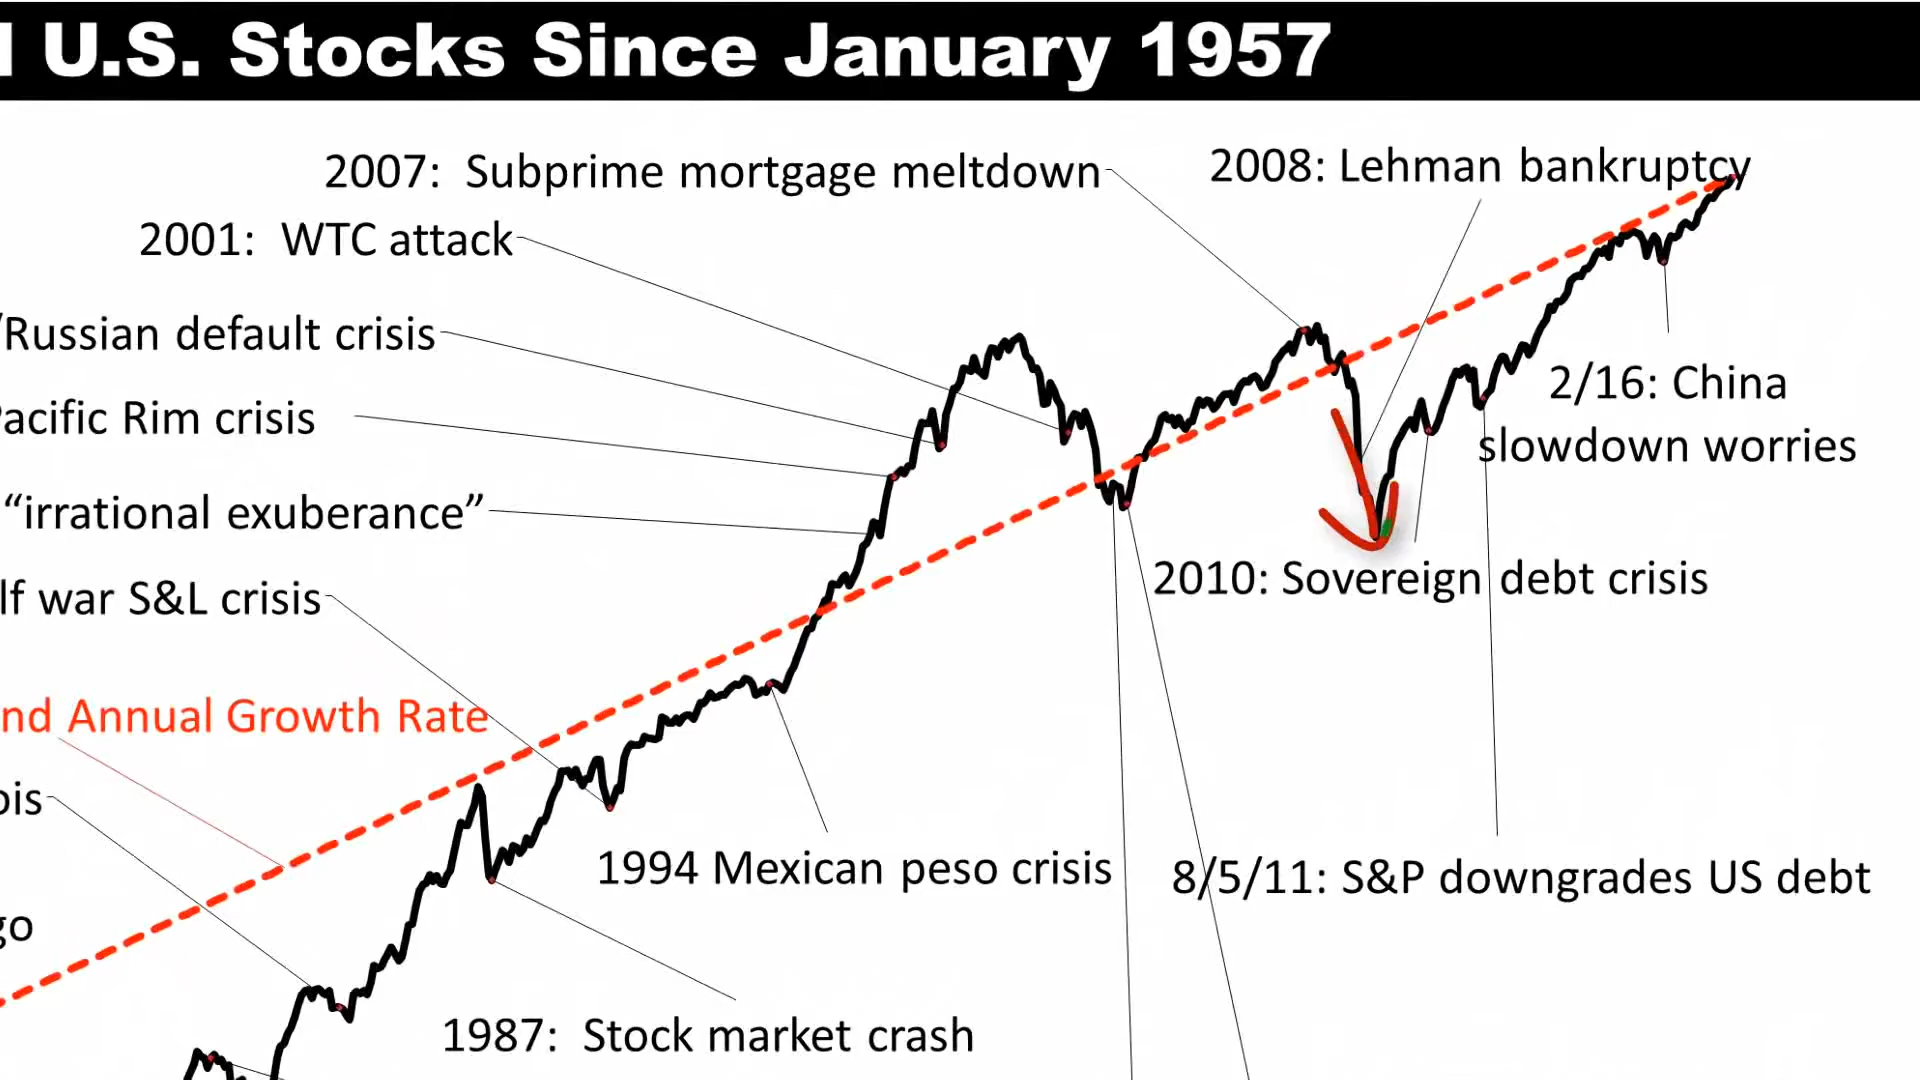 U.S. Stocks Since January 1957
2007: Subprime mortgage meltdown
2008: Lehman bankruptcy
2001: WTC attack
/Russian default crisis
Pacific Rim crisis
2/16: China
slowdown worries
“irrational exuberance”
2010: Sovereign debt crisis
lf war S&L crisis
nd Annual Growth Rate
1994 Mexican peso crisis
8/5/11: S&P downgrades US debt
1987: Stock market crash